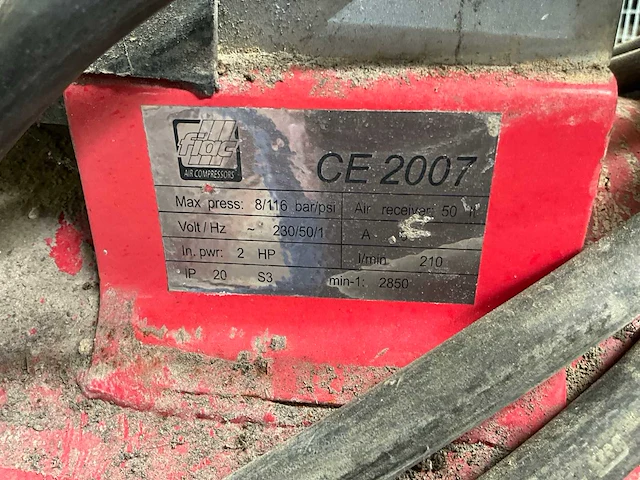 fiac
AIR COMPRESSORS
CE 2007
Max press: 8/116 bar/psi Air receiver: 50
Volt / Hz ~ 230/50/1 A
In. pwr: 2 HP l/min 210
IP 20 S3 min-1: 2850